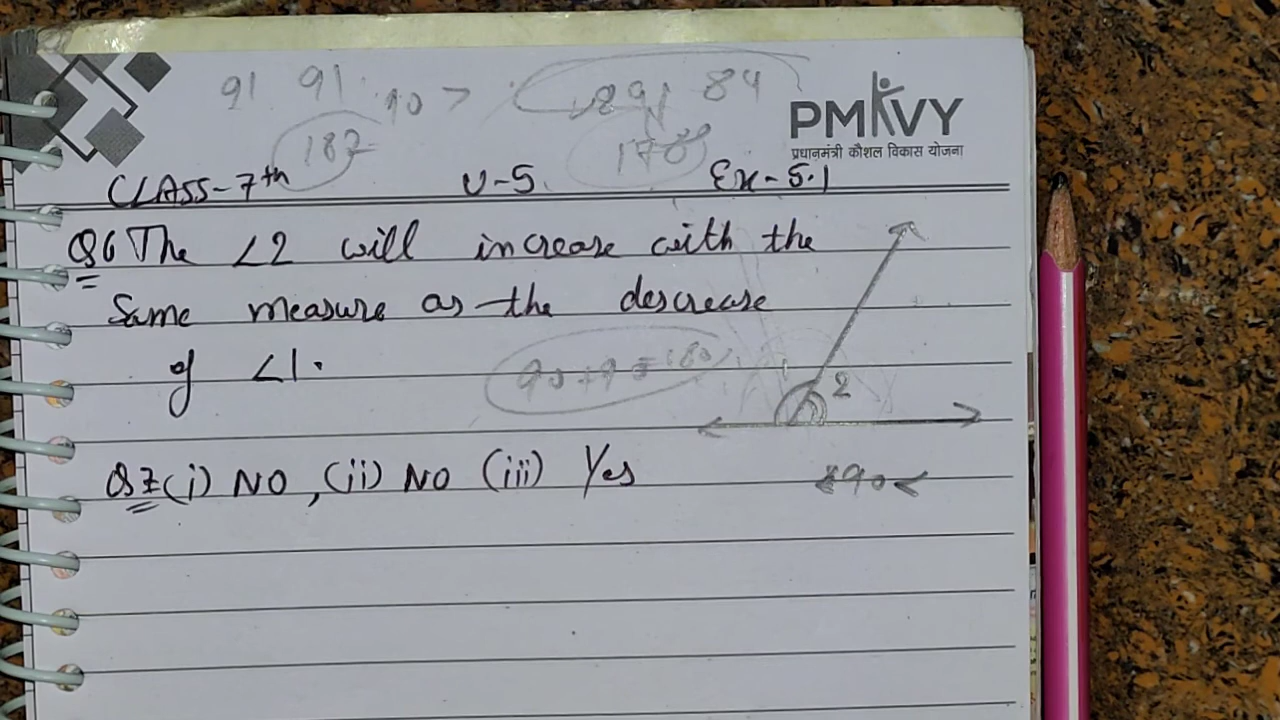 91 91 90 > 89 84
182 178
PMKVY
प्रधानमंत्री कौशल विकास योजना
CLASS-7th U-5. Ex-5.1
Q6 The ∠2 will increase with the
Same measure as the descrease
of ∠1.
90+90=180
2
Q7(i) NO, (ii) NO (iii) Yes